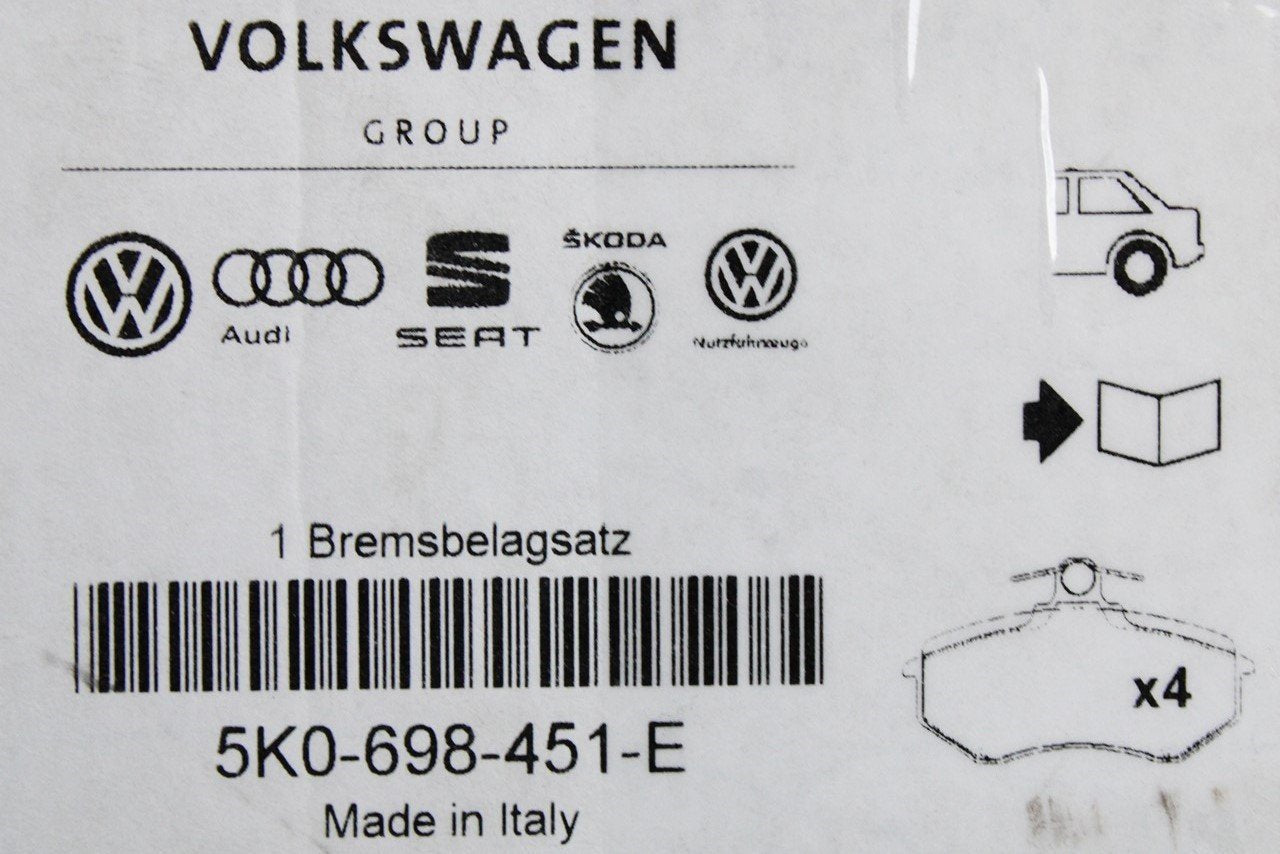 VOLKSWAGEN
GROUP
Audi
SEAT
ŠKODA
Nutzfahrzeuge
1 Bremsbelagsatz
5K0-698-451-E
Made in Italy
x4